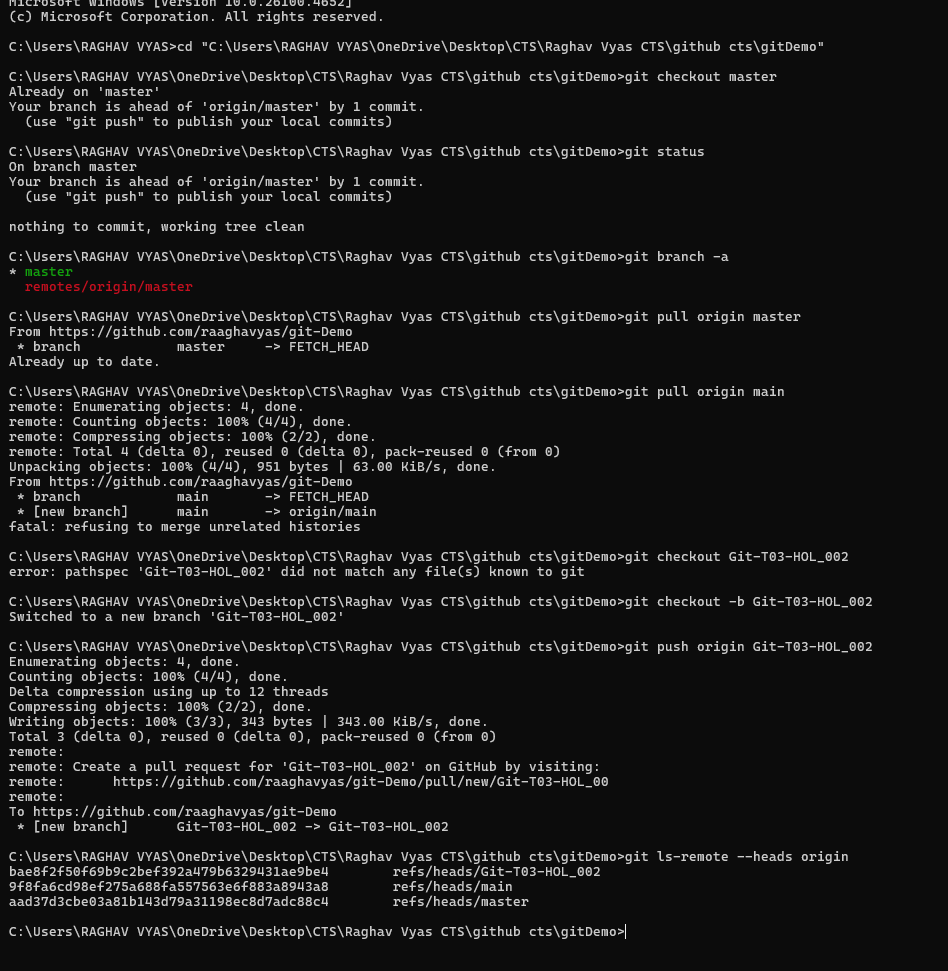 Microsoft Windows [Version 10.0.26100.4652]
(c) Microsoft Corporation. All rights reserved.
C:\Users\RAGHAV VYAS>cd "C:\Users\RAGHAV VYAS\OneDrive\Desktop\CTS\Raghav Vyas CTS\github cts\gitDemo"
C:\Users\RAGHAV VYAS\OneDrive\Desktop\CTS\Raghav Vyas CTS\github cts\gitDemo>git checkout master
Already on 'master'
Your branch is ahead of 'origin/master' by 1 commit.
  (use "git push" to publish your local commits)
C:\Users\RAGHAV VYAS\OneDrive\Desktop\CTS\Raghav Vyas CTS\github cts\gitDemo>git status
On branch master
Your branch is ahead of 'origin/master' by 1 commit.
  (use "git push" to publish your local commits)
nothing to commit, working tree clean
C:\Users\RAGHAV VYAS\OneDrive\Desktop\CTS\Raghav Vyas CTS\github cts\gitDemo>git branch -a
* master
  remotes/origin/master
C:\Users\RAGHAV VYAS\OneDrive\Desktop\CTS\Raghav Vyas CTS\github cts\gitDemo>git pull origin master
From https://github.com/raaghavyas/git-Demo
 * branch            master     -> FETCH_HEAD
Already up to date.
C:\Users\RAGHAV VYAS\OneDrive\Desktop\CTS\Raghav Vyas CTS\github cts\gitDemo>git pull origin main
remote: Enumerating objects: 4, done.
remote: Counting objects: 100% (4/4), done.
remote: Compressing objects: 100% (2/2), done.
remote: Total 4 (delta 0), reused 0 (delta 0), pack-reused 0 (from 0)
Unpacking objects: 100% (4/4), 951 bytes | 63.00 KiB/s, done.
From https://github.com/raaghavyas/git-Demo
 * branch            main       -> FETCH_HEAD
 * [new branch]      main       -> origin/main
fatal: refusing to merge unrelated histories
C:\Users\RAGHAV VYAS\OneDrive\Desktop\CTS\Raghav Vyas CTS\github cts\gitDemo>git checkout Git-T03-HOL_002
error: pathspec 'Git-T03-HOL_002' did not match any file(s) known to git
C:\Users\RAGHAV VYAS\OneDrive\Desktop\CTS\Raghav Vyas CTS\github cts\gitDemo>git checkout -b Git-T03-HOL_002
Switched to a new branch 'Git-T03-HOL_002'
C:\Users\RAGHAV VYAS\OneDrive\Desktop\CTS\Raghav Vyas CTS\github cts\gitDemo>git push origin Git-T03-HOL_002
Enumerating objects: 4, done.
Counting objects: 100% (4/4), done.
Delta compression using up to 12 threads
Compressing objects: 100% (2/2), done.
Writing objects: 100% (3/3), 343 bytes | 343.00 KiB/s, done.
Total 3 (delta 0), reused 0 (delta 0), pack-reused 0 (from 0)
remote:
remote: Create a pull request for 'Git-T03-HOL_002' on GitHub by visiting:
remote:      https://github.com/raaghavyas/git-Demo/pull/new/Git-T03-HOL_00
remote:
To https://github.com/raaghavyas/git-Demo
 * [new branch]      Git-T03-HOL_002 -> Git-T03-HOL_002
C:\Users\RAGHAV VYAS\OneDrive\Desktop\CTS\Raghav Vyas CTS\github cts\gitDemo>git ls-remote --heads origin
bae8f2f50f69b9c2bef392a479b6329431ae9be4        refs/heads/Git-T03-HOL_002
9f8fa6cd98ef275a688fa557563e6f883a8943a8        refs/heads/main
aad37d3cbe03a81b143d79a31198ec8d7adc88c4        refs/heads/master
C:\Users\RAGHAV VYAS\OneDrive\Desktop\CTS\Raghav Vyas CTS\github cts\gitDemo>